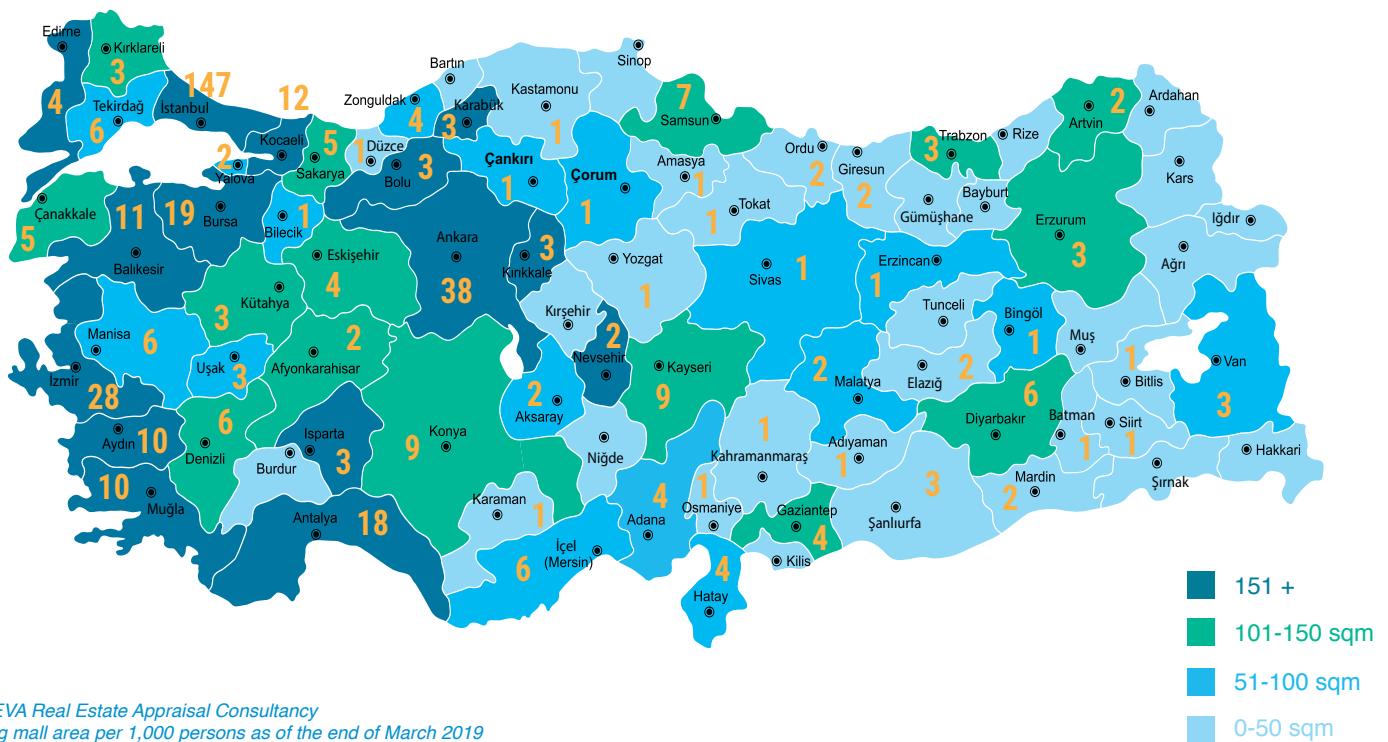 Edirne
Kırklareli
3
4
Tekirdağ
6
147
İstanbul
12
Kocaeli
2
Yalova
5
Sakarya
1
Düzce
Bolu
3
Zonguldak
4
Bartın
Karabük
3
Kastamonu
1
Sinop
7
Samsun
Çankırı
1
Çorum
1
Amasya
1
Tokat
1
Ordu
2
Giresun
2
Trabzon
3
Rize
Artvin
2
Ardahan
Kars
Gümüşhane
Bayburt
Erzurum
3
Iğdır
Ağrı
Çanakkale
5
11
Balıkesir
19
Bursa
1
Bilecik
Eskişehir
4
Kütahya
3
Ankara
38
3
Kırıkkale
Yozgat
1
Sivas
1
Erzincan
1
Tunceli
Bingöl
1
Muş
1
Bitlis
Van
3
Manisa
6
İzmir
28
Uşak
3
2
Afyonkarahisar
Kırşehir
2
Nevsehir
Kayseri
9
2
Malatya
Elazığ
2
6
Diyarbakır
Batman
1
Siirt
1
Hakkari
Şırnak
Mardin
2
Aydın
10
6
Denizli
Isparta
3
Burdur
Konya
9
2
Aksaray
Niğde
1
Kahramanmaraş
Adıyaman
1
3
Şanlıurfa
10
Muğla
Antalya
18
Karaman
1
İçel
(Mersin)
6
4
Adana
1
Osmaniye
Gaziantep
4
Kilis
4
Hatay
151 +
101-150 sqm
51-100 sqm
0-50 sqm
EVA Real Estate Appraisal Consultancy
g mall area per 1,000 persons as of the end of March 2019